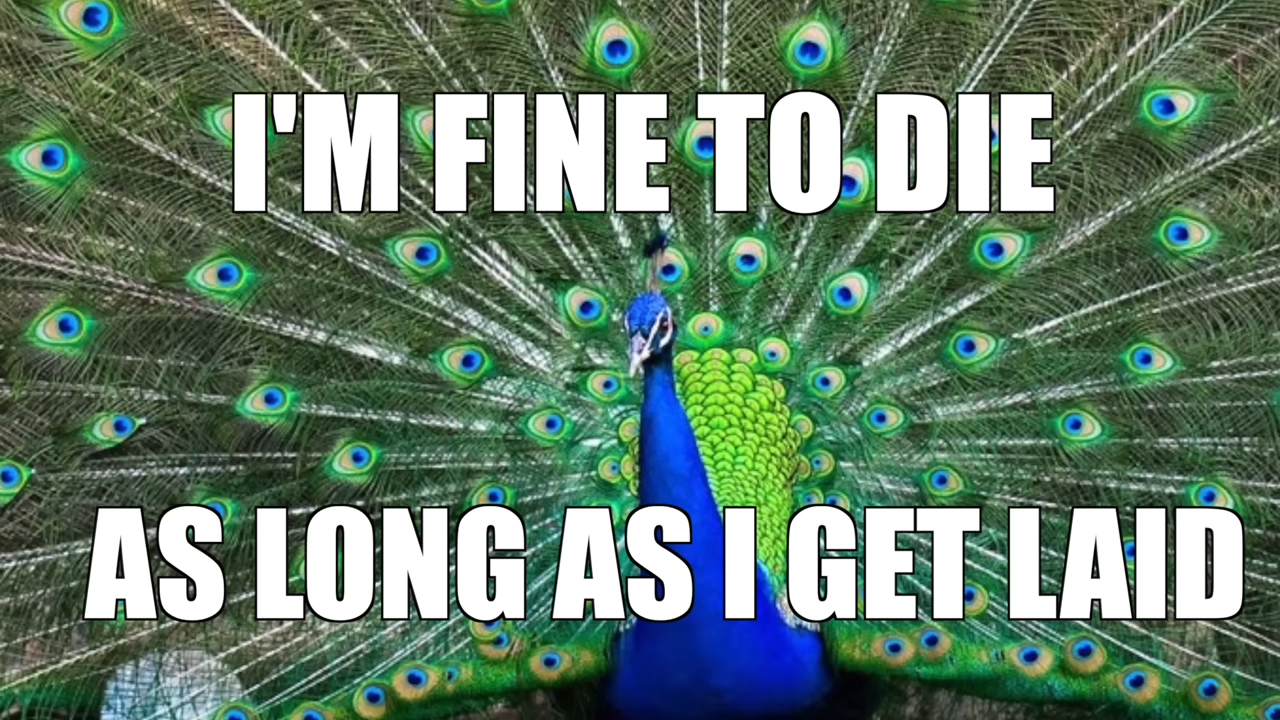 I'M FINE TO DIE
AS LONG AS I GET LAID